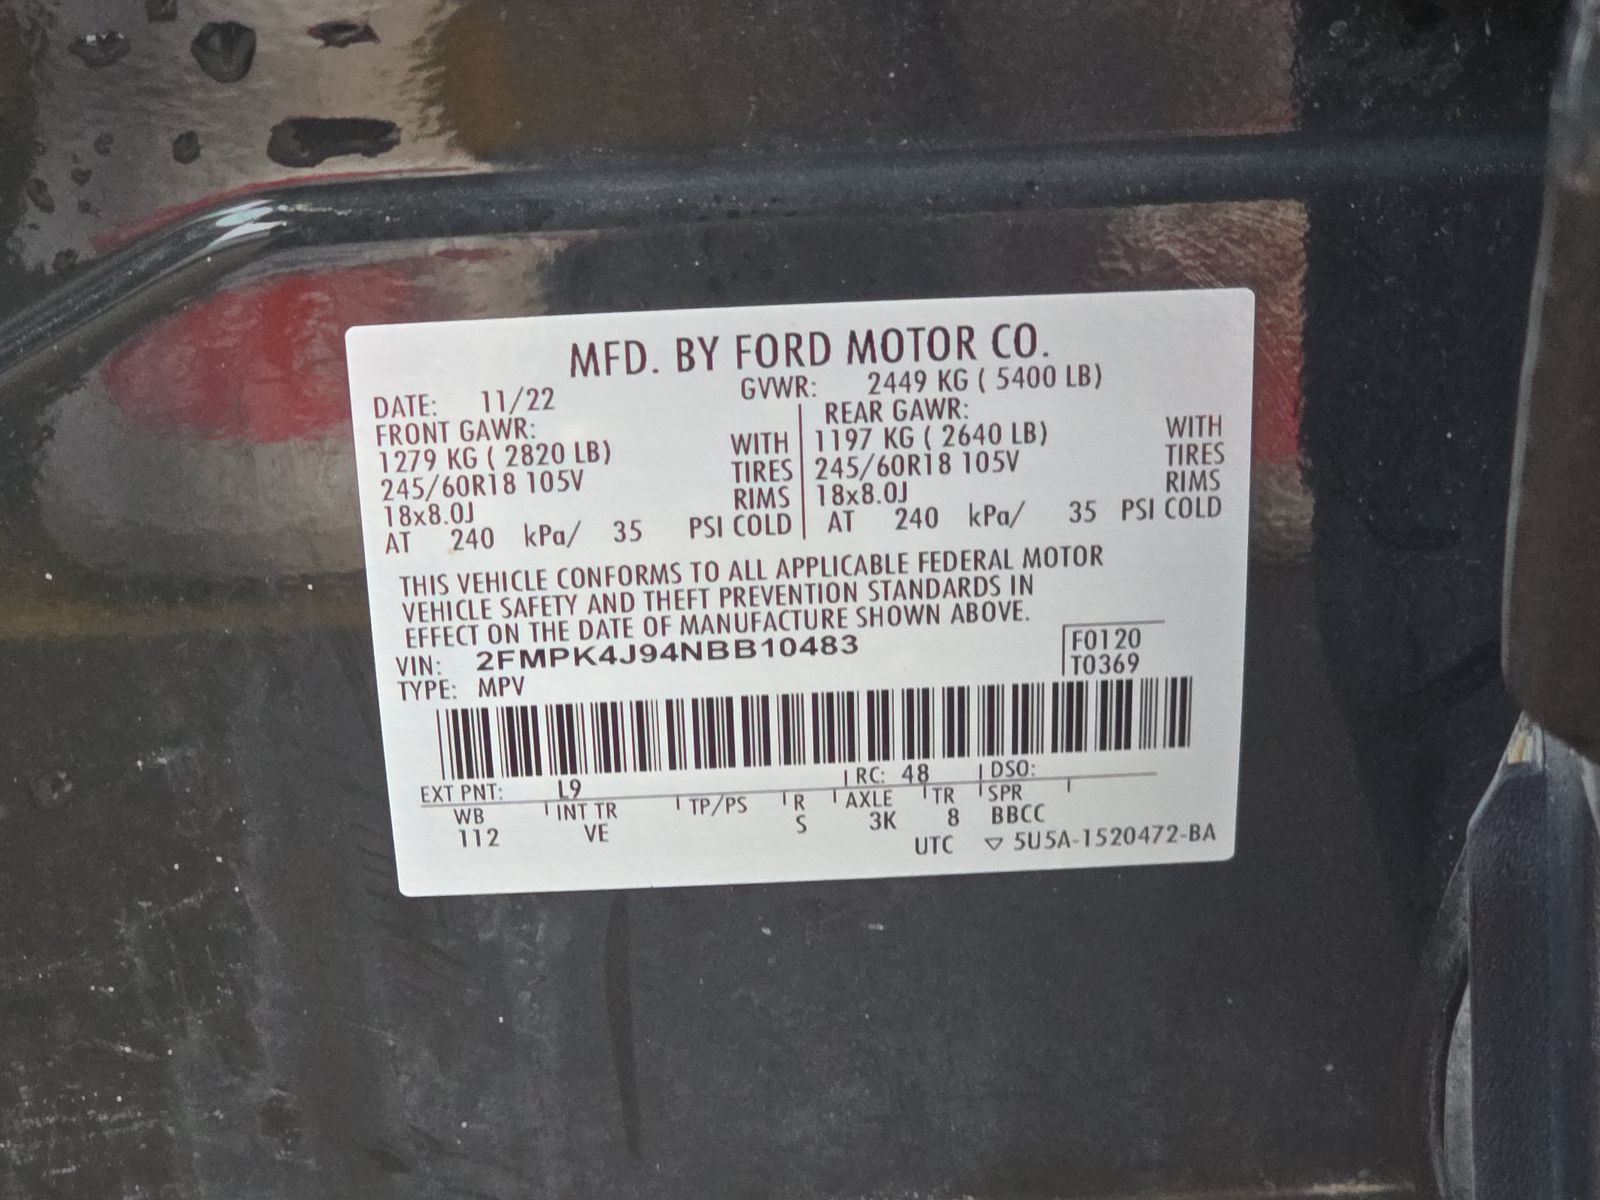 MFD. BY FORD MOTOR CO.
DATE: 11/22 GVWR: 2449 KG ( 5400 LB)
FRONT GAWR: REAR GAWR:
1279 KG ( 2820 LB) WITH 1197 KG ( 2640 LB) WITH
245/60R18 105V TIRES 245/60R18 105V TIRES
18x8.0J RIMS 18x8.0J RIMS
AT 240 kPa/ 35 PSI COLD AT 240 kPa/ 35 PSI COLD
THIS VEHICLE CONFORMS TO ALL APPLICABLE FEDERAL MOTOR
VEHICLE SAFETY AND THEFT PREVENTION STANDARDS IN
EFFECT ON THE DATE OF MANUFACTURE SHOWN ABOVE.
VIN: 2FMPK4J94NBB10483 F0120
TYPE: MPV T0369
EXT PNT: L9 RC: 48 DSO:
WB INT TR TP/PS R AXLE TR SPR
112 VE S 3K 8 BBCC
UTC ▽ 5U5A-1520472-BA